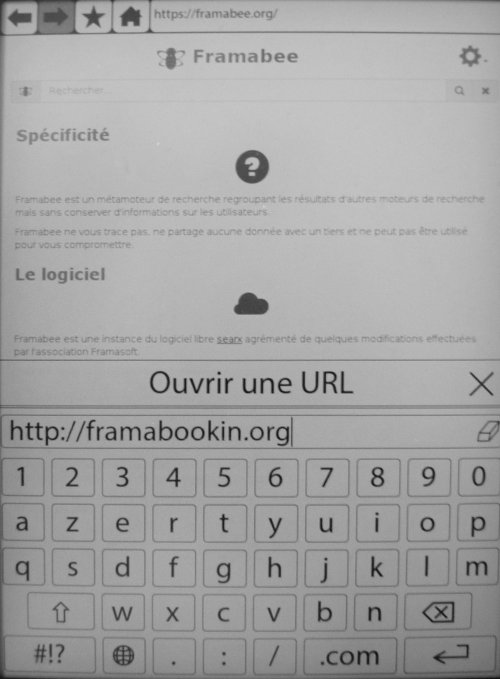 https://framabee.org/
Framabee
Rechercher...
Spécificité
?
Framabee est un métamoteur de recherche regroupant les résultats d'autres moteurs de recherche
mais sans conserver d'informations sur les utilisateurs.
Framabee ne vous trace pas, ne partage aucune donnée avec un tiers et ne peut pas être utilisé
pour vous compromettre.
Le logiciel
Framabee est une instance du logiciel libre searx agrémenté de quelques modifications effectuées
par l'association Framasoft.
Ouvrir une URL
http://framabookin.org
1 2 3 4 5 6 7 8 9 0
a z e r t y u i o p
q s d f g h j k l m
w x c v b n
#!? . : / .com